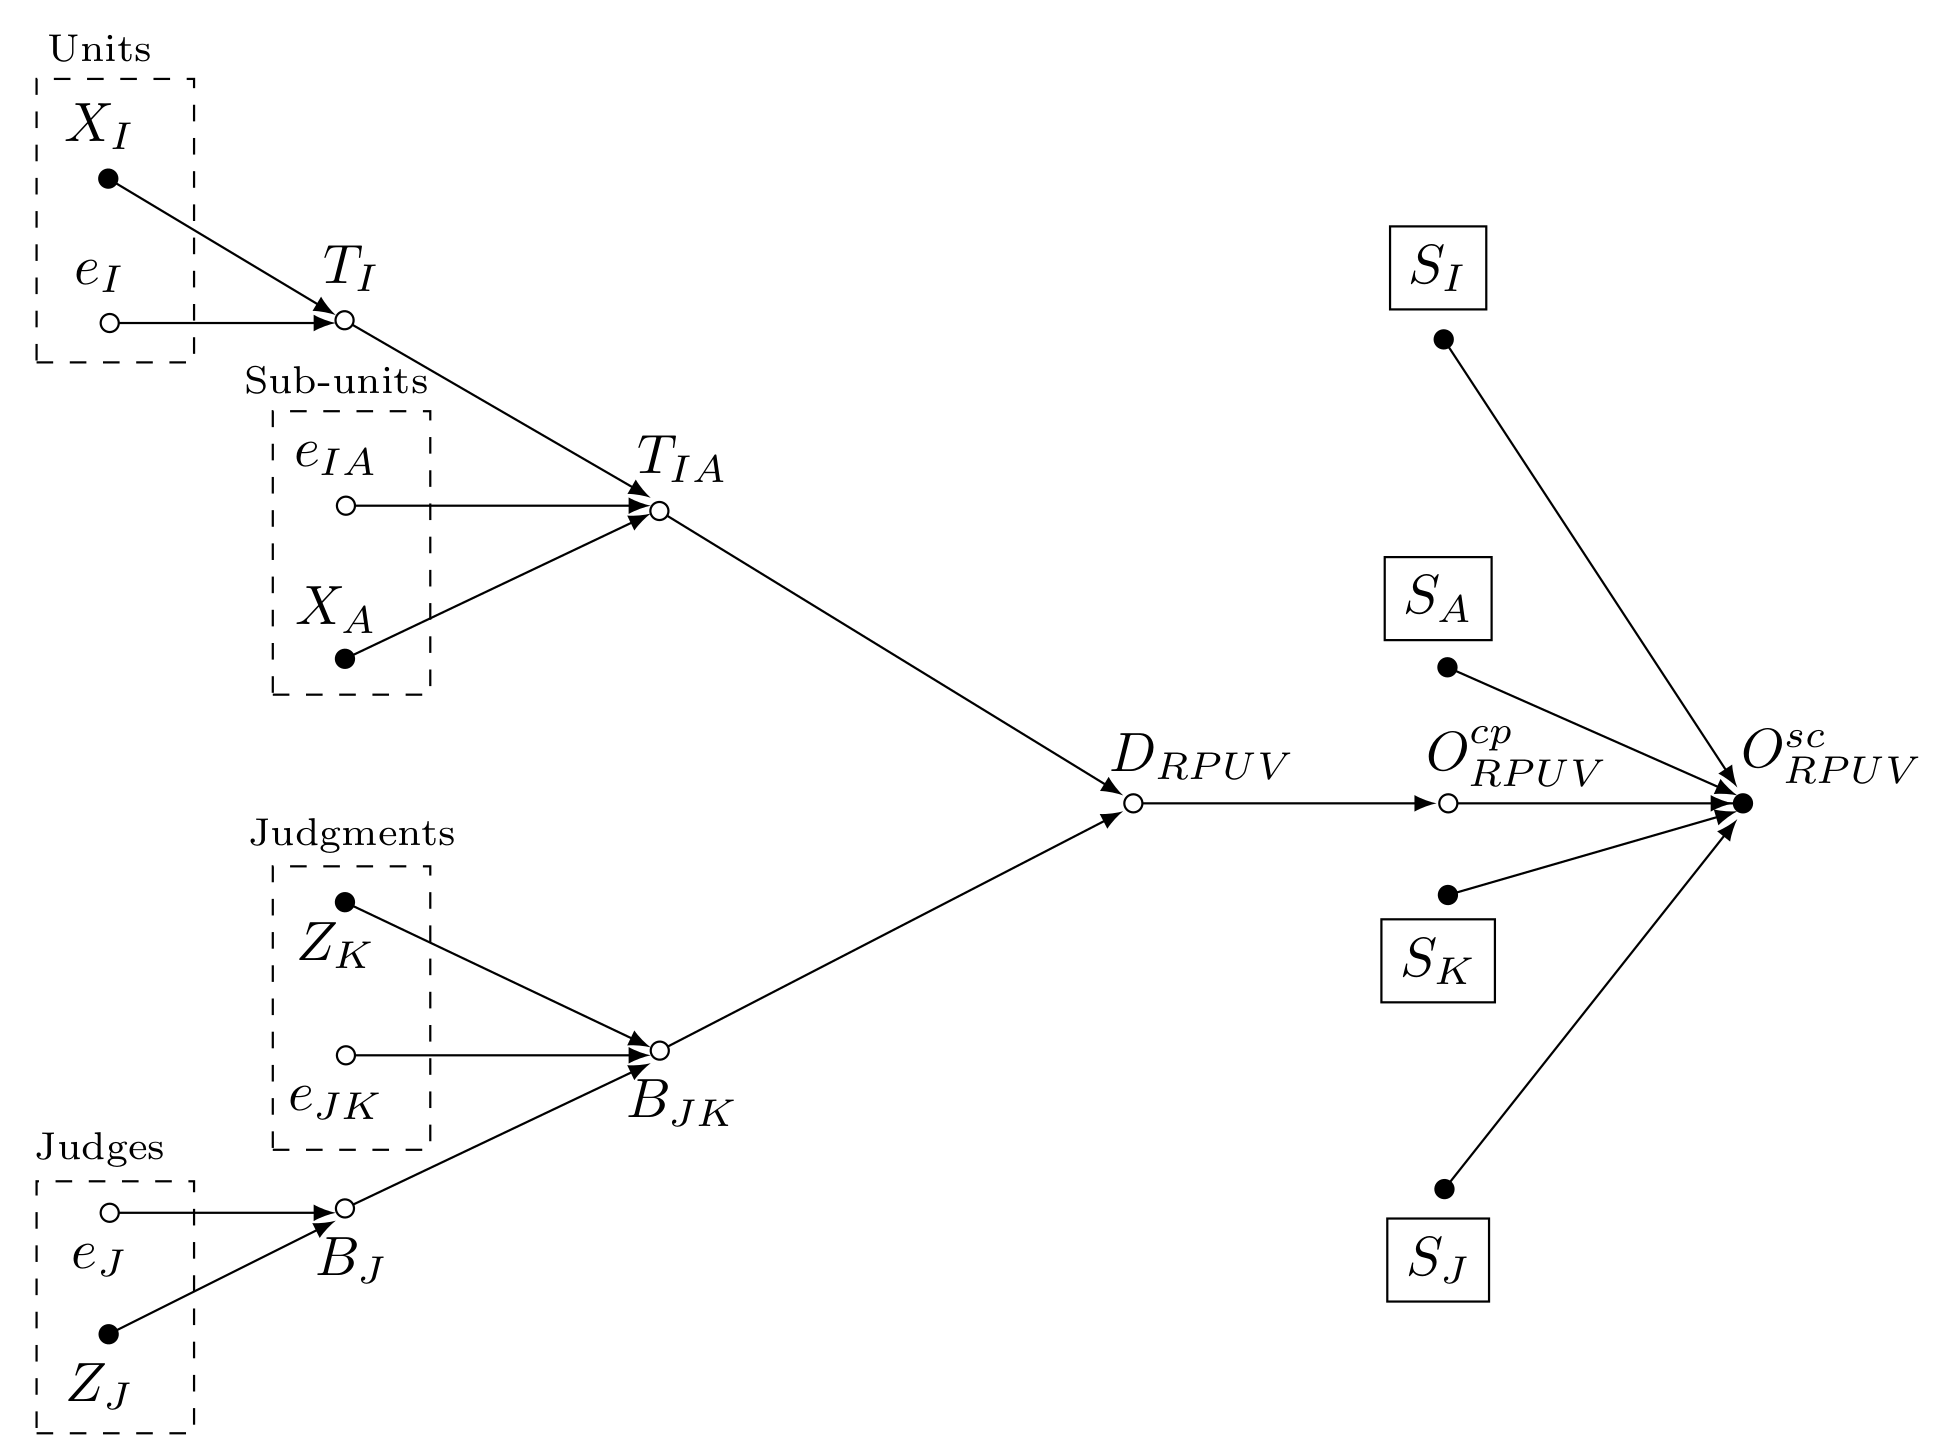 Units
X_I
e_I
T_I
Sub-units
e_{IA}
T_{IA}
X_A
S_I
S_A
D_{RPUV}
O^{cp}_{RPUV}
O^{sc}_{RPUV}
Judgments
Z_K
e_{JK}
B_{JK}
S_K
Judges
e_J
B_J
Z_J
S_J